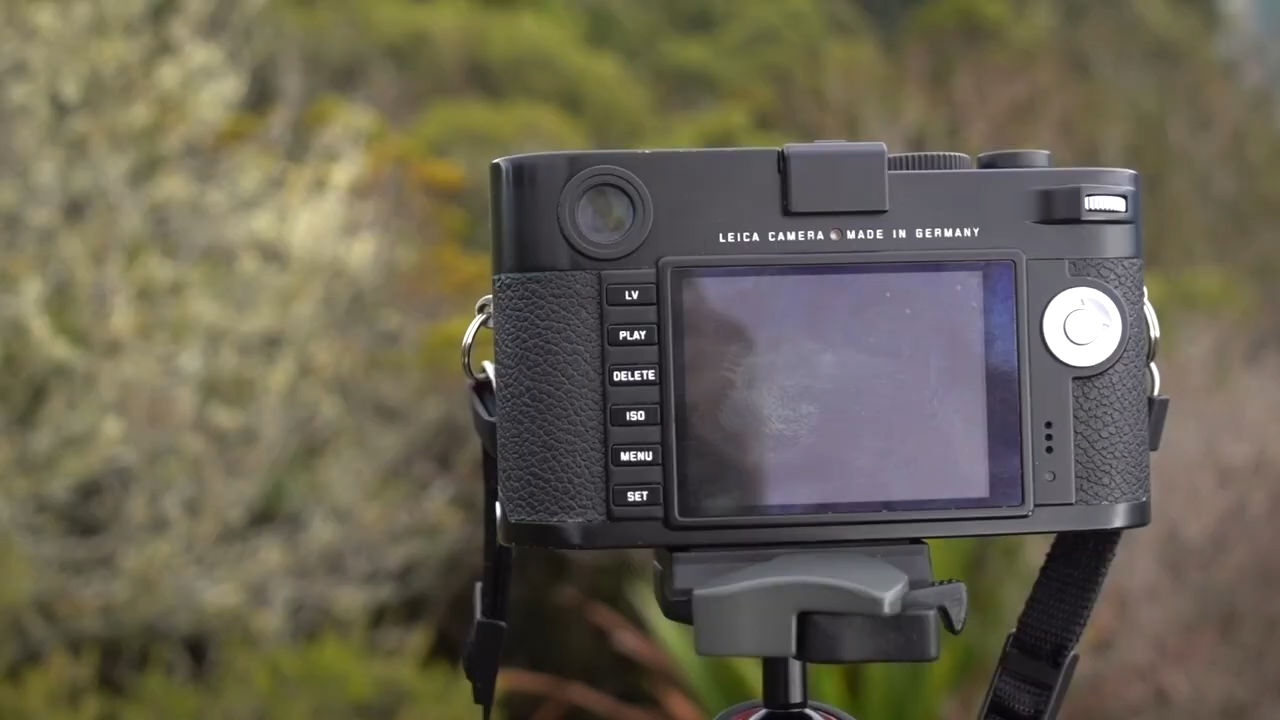 LEICA CAMERA MADE IN GERMANY
LV
PLAY
DELETE
ISO
MENU
SET